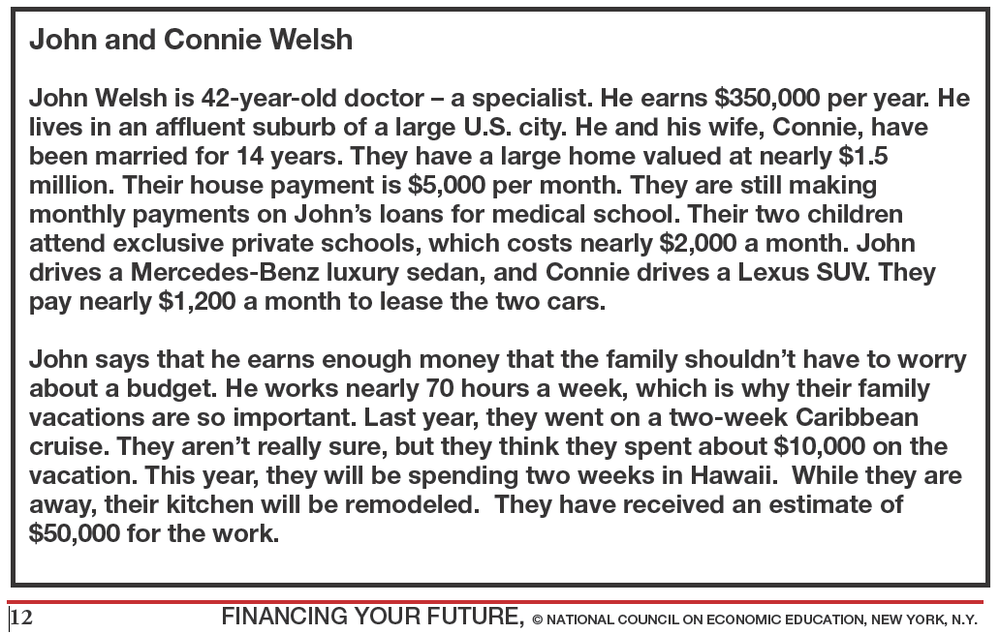 John and Connie Welsh
John Welsh is 42-year-old doctor – a specialist. He earns $350,000 per year. He
lives in an affluent suburb of a large U.S. city. He and his wife, Connie, have
been married for 14 years. They have a large home valued at nearly $1.5
million. Their house payment is $5,000 per month. They are still making
monthly payments on John’s loans for medical school. Their two children
attend exclusive private schools, which costs nearly $2,000 a month. John
drives a Mercedes-Benz luxury sedan, and Connie drives a Lexus SUV. They
pay nearly $1,200 a month to lease the two cars.
John says that he earns enough money that the family shouldn’t have to worry
about a budget. He works nearly 70 hours a week, which is why their family
vacations are so important. Last year, they went on a two-week Caribbean
cruise. They aren’t really sure, but they think they spent about $10,000 on the
vacation. This year, they will be spending two weeks in Hawaii.  While they are
away, their kitchen will be remodeled.  They have received an estimate of
$50,000 for the work.
12 FINANCING YOUR FUTURE, © NATIONAL COUNCIL ON ECONOMIC EDUCATION, NEW YORK, N.Y.